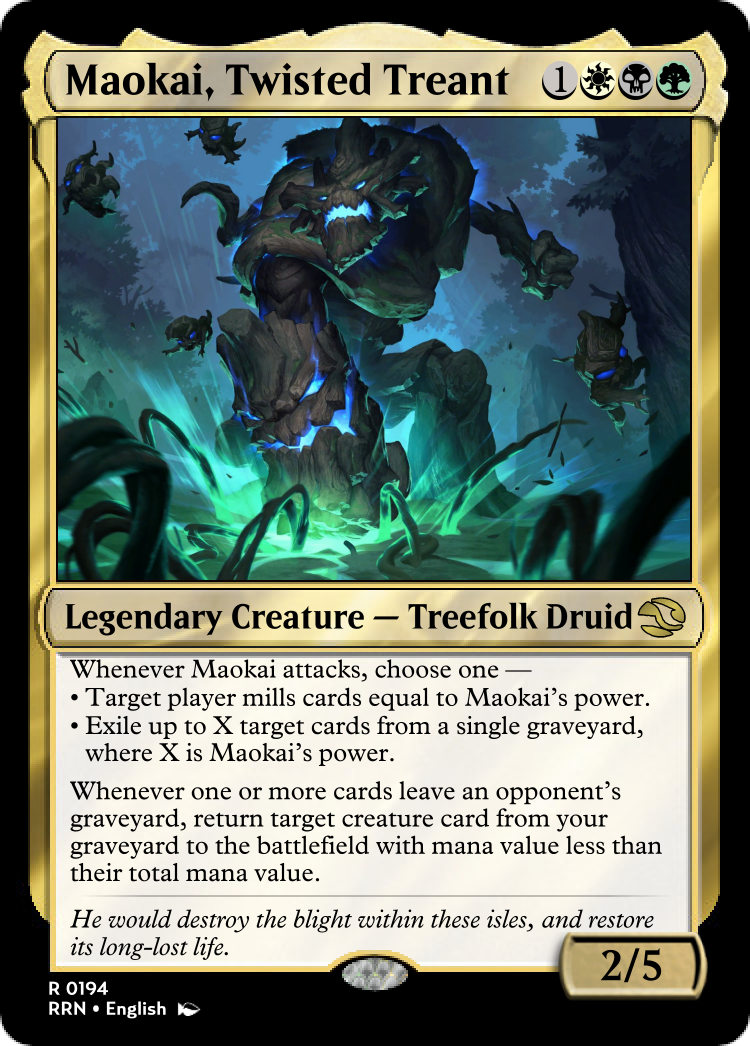 Maokai, Twisted Treant 1
Legendary Creature — Treefolk Druid
Whenever Maokai attacks, choose one —
• Target player mills cards equal to Maokai's power.
• Exile up to X target cards from a single graveyard,
where X is Maokai's power.
Whenever one or more cards leave an opponent's
graveyard, return target creature card from your
graveyard to the battlefield with mana value less than
their total mana value.
He would destroy the blight within these isles, and restore
its long-lost life.
2/5
R 0194
RRN • English